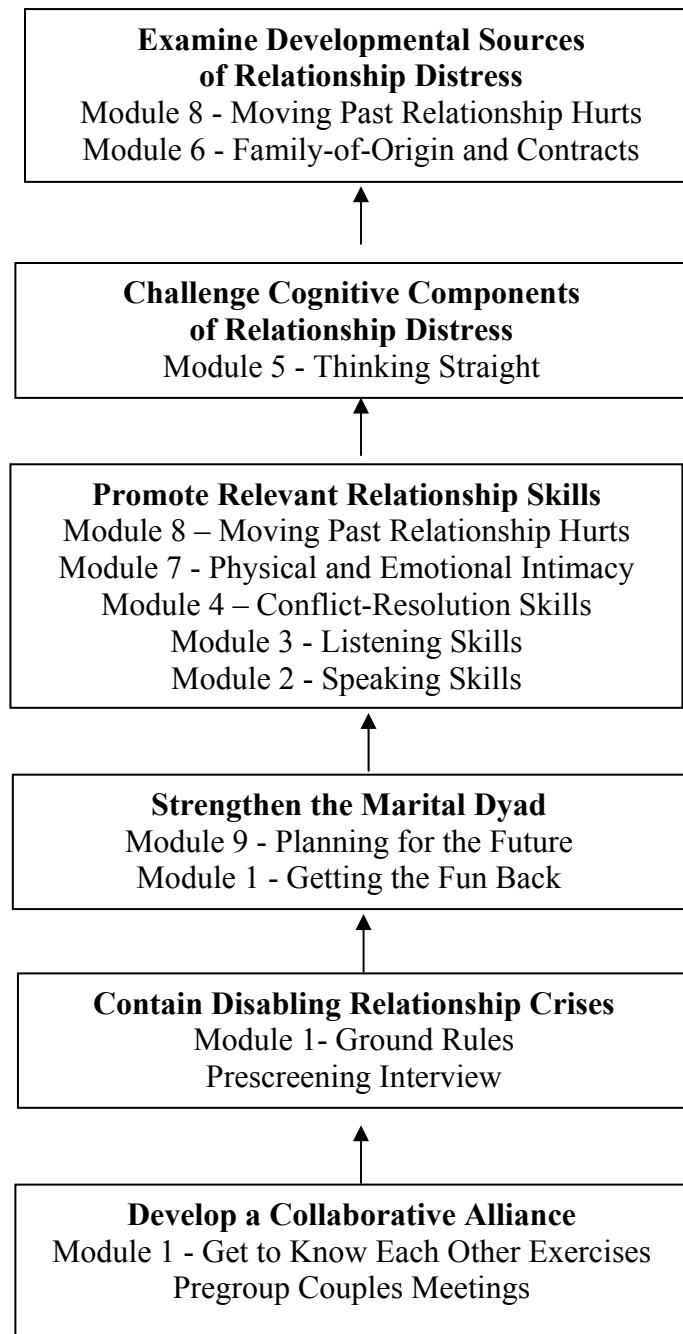 Examine Developmental Sources
of Relationship Distress
Module 8 - Moving Past Relationship Hurts
Module 6 - Family-of-Origin and Contracts
Challenge Cognitive Components
of Relationship Distress
Module 5 - Thinking Straight
Promote Relevant Relationship Skills
Module 8 – Moving Past Relationship Hurts
Module 7 - Physical and Emotional Intimacy
Module 4 – Conflict-Resolution Skills
Module 3 - Listening Skills
Module 2 - Speaking Skills
Strengthen the Marital Dyad
Module 9 - Planning for the Future
Module 1 - Getting the Fun Back
Contain Disabling Relationship Crises
Module 1- Ground Rules
Prescreening Interview
Develop a Collaborative Alliance
Module 1 - Get to Know Each Other Exercises
Pregroup Couples Meetings